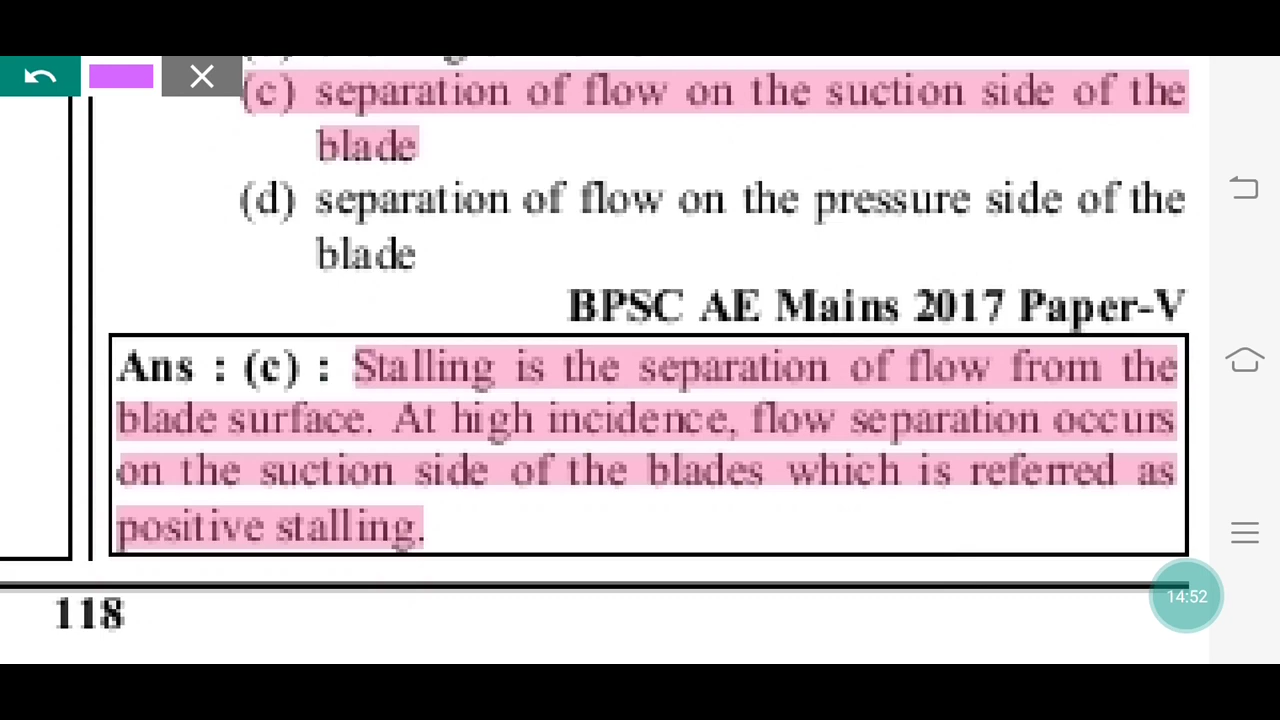 (c) separation of flow on the suction side of the
blade
(d) separation of flow on the pressure side of the
blade
BPSC AE Mains 2017 Paper-V
Ans : (c) : Stalling is the separation of flow from the
blade surface. At high incidence, flow separation occurs
on the suction side of the blades which is referred as
positive stalling.
14:52
118